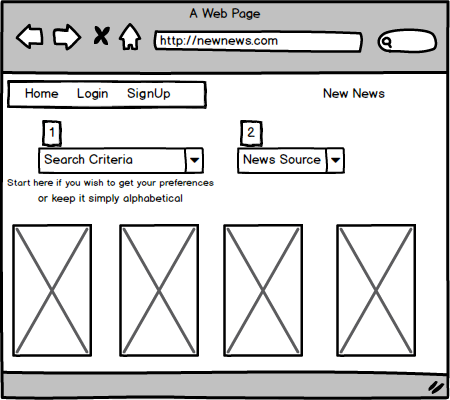 A Web Page
http://newnews.com
Home Login SignUp
New News
1
2
Search Criteria
News Source
Start here if you wish to get your preferences
or keep it simply alphabetical